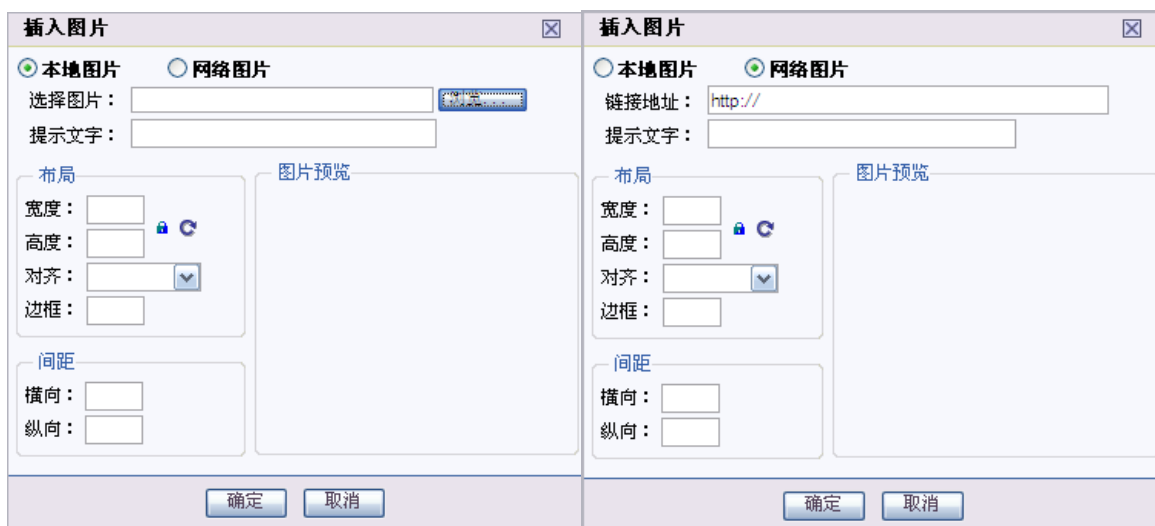 插入图片
本地图片 网络图片
选择图片：浏览...
提示文字：
布局
宽度：
高度：
对齐：
边框：
间距
横向：
纵向：
图片预览
确定 取消
插入图片
本地图片 网络图片
链接地址：http://
提示文字：
布局
宽度：
高度：
对齐：
边框：
间距
横向：
纵向：
图片预览
确定 取消